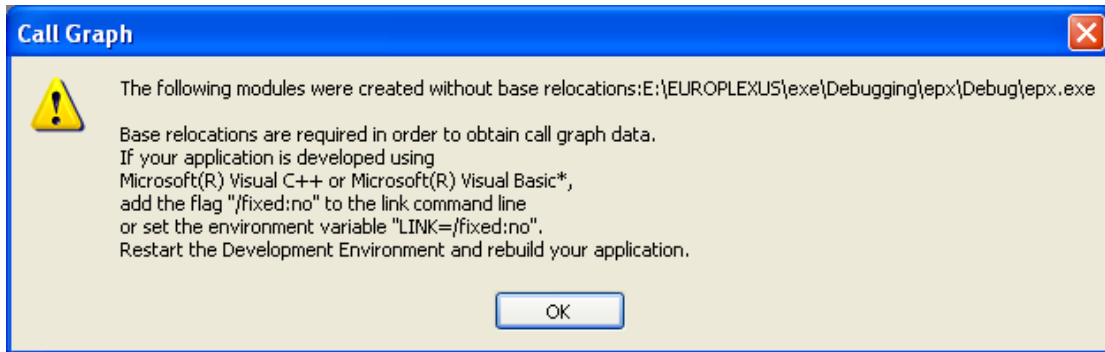 Call Graph
The following modules were created without base relocations:E:\EUROPLEXUS\exe\Debugging\epx\Debug\epx.exe
Base relocations are required in order to obtain call graph data.
If your application is developed using
Microsoft(R) Visual C++ or Microsoft(R) Visual Basic*,
add the flag "/fixed:no" to the link command line
or set the environment variable "LINK=/fixed:no".
Restart the Development Environment and rebuild your application.
OK